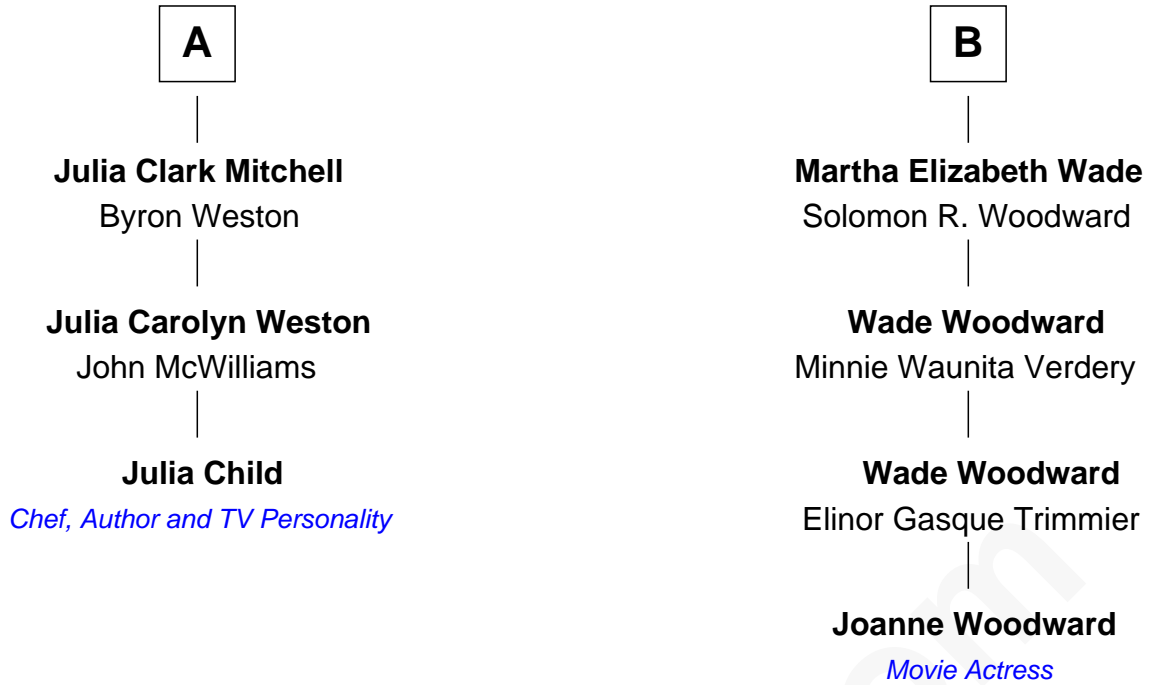 A
Julia Clark Mitchell
Byron Weston
Julia Carolyn Weston
John McWilliams
Julia Child
Chef, Author and TV Personality
B
Martha Elizabeth Wade
Solomon R. Woodward
Wade Woodward
Minnie Waunita Verdery
Wade Woodward
Elinor Gasque Trimmier
Joanne Woodward
Movie Actress